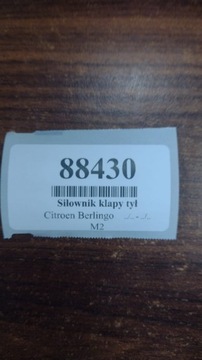 88430
Siłownik klapy tył
Citroen Berlingo ../.. - ../..
M2